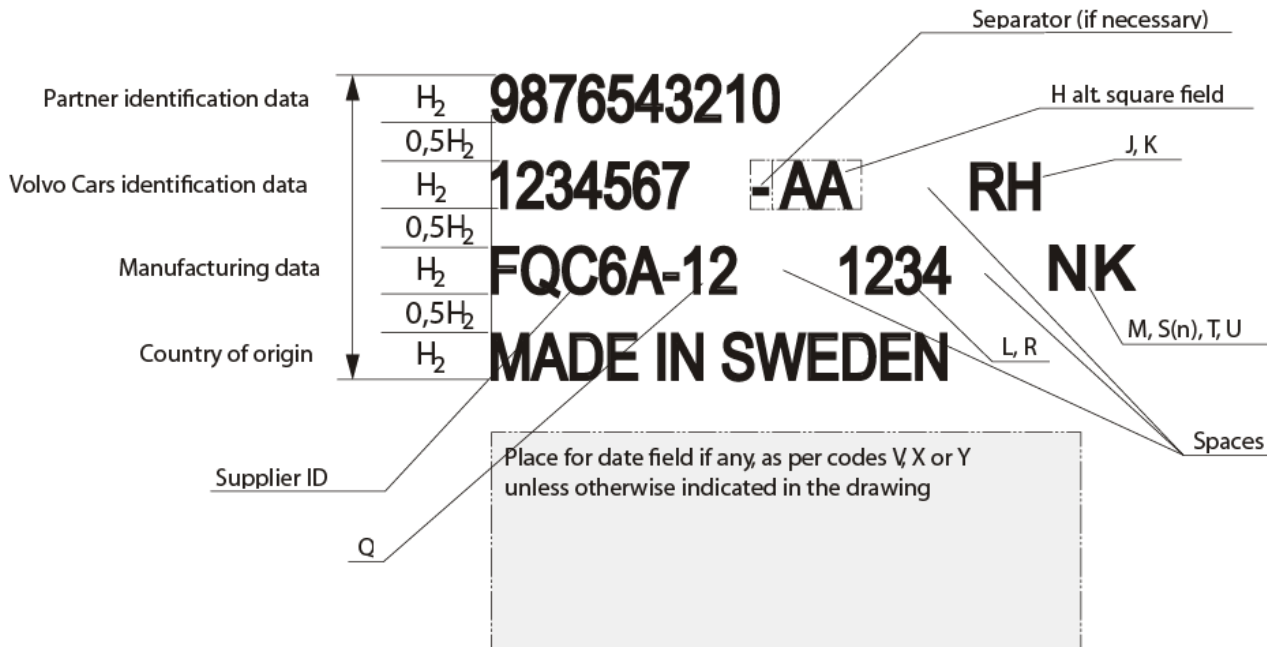 Separator (if necessary)
Partner identification data H₂ 9876543210
H alt. square field
0,5H₂
J, K
Volvo Cars identification data H₂ 1234567 - AA RH
0,5H₂
Manufacturing data H₂ FQC6A-12 1234 NK
0,5H₂
M, S(n), T, U
Country of origin H₂ MADE IN SWEDEN
L, R
Spaces
Place for date field if any, as per codes V, X or Y
Supplier ID
unless otherwise indicated in the drawing
Q